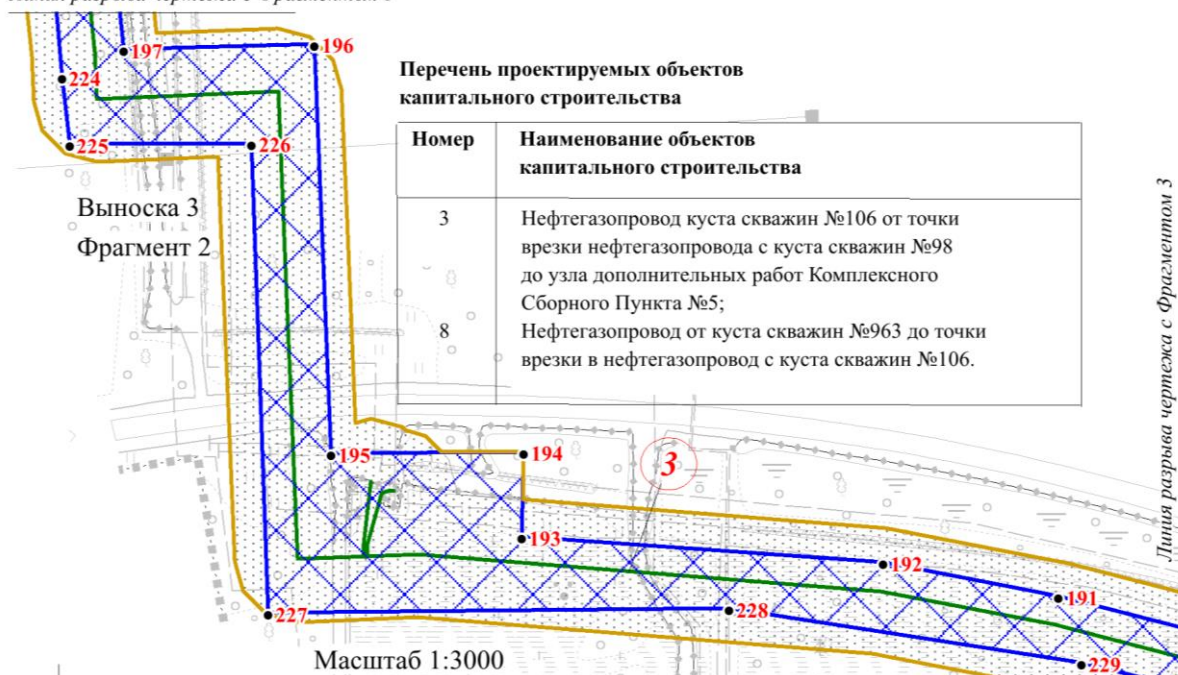 197
196
224
225
226
Выноска 3
Фрагмент 2
Перечень проектируемых объектов
капитального строительства
Номер
Наименование объектов
капитального строительства
3
Нефтегазопровод куста скважин №106 от точки
врезки нефтегазопровода с куста скважин №98
до узла дополнительных работ Комплексного
Сборного Пункта №5;
8
Нефтегазопровод от куста скважин №963 до точки
врезки в нефтегазопровод с куста скважин №106.
Линия разрыва чертежа с Фрагментом 3
195
194
3
193
192
191
227
228
229
Масштаб 1:3000